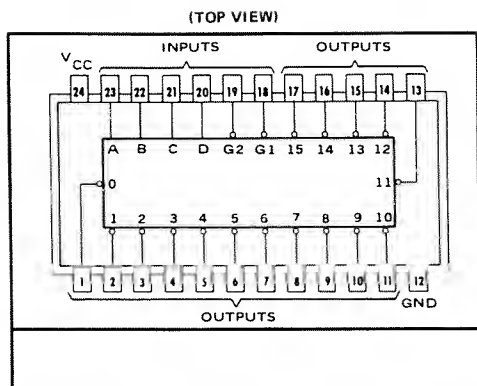 (TOP VIEW)
INPUTS OUTPUTS
VCC
24 23 22 21 20 19 18 17 16 15 14 13
A B C D G2 G1 15 14 13 12
0 11
1 2 3 4 5 6 7 8 9 10
1 2 3 4 5 6 7 8 9 10 11 12
OUTPUTS GND